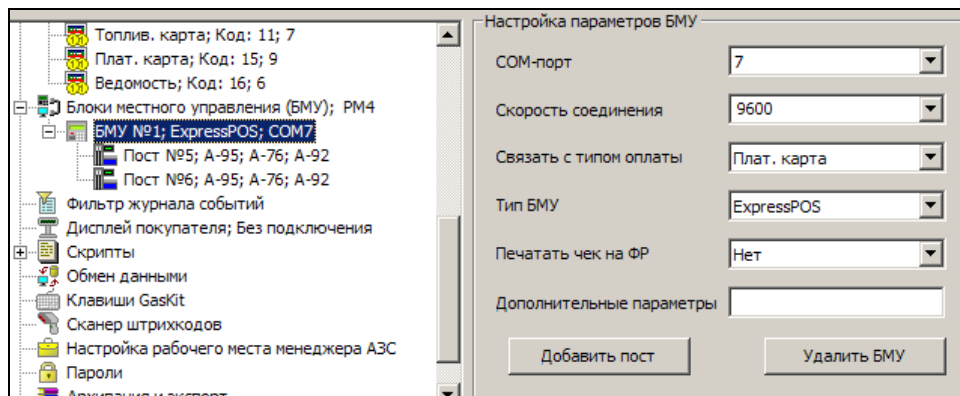 Топлив. карта; Код: 11; 7
Плат. карта; Код: 15; 9
Ведомость; Код: 16; 6
Блоки местного управления (БМУ); РМ4
БМУ №1; ExpressPOS; COM7
Пост №5; А-95; А-76; А-92
Пост №6; А-95; А-76; А-92
Фильтр журнала событий
Дисплей покупателя; Без подключения
Скрипты
Обмен данными
Клавиши GasKit
Сканер штрихкодов
Настройка рабочего места менеджера АЗС
Пароли
Архивация и экспорт
Настройка параметров БМУ
COM-порт 7
Скорость соединения 9600
Связать с типом оплаты Плат. карта
Тип БМУ ExpressPOS
Печатать чек на ФР Нет
Дополнительные параметры
Добавить пост Удалить БМУ